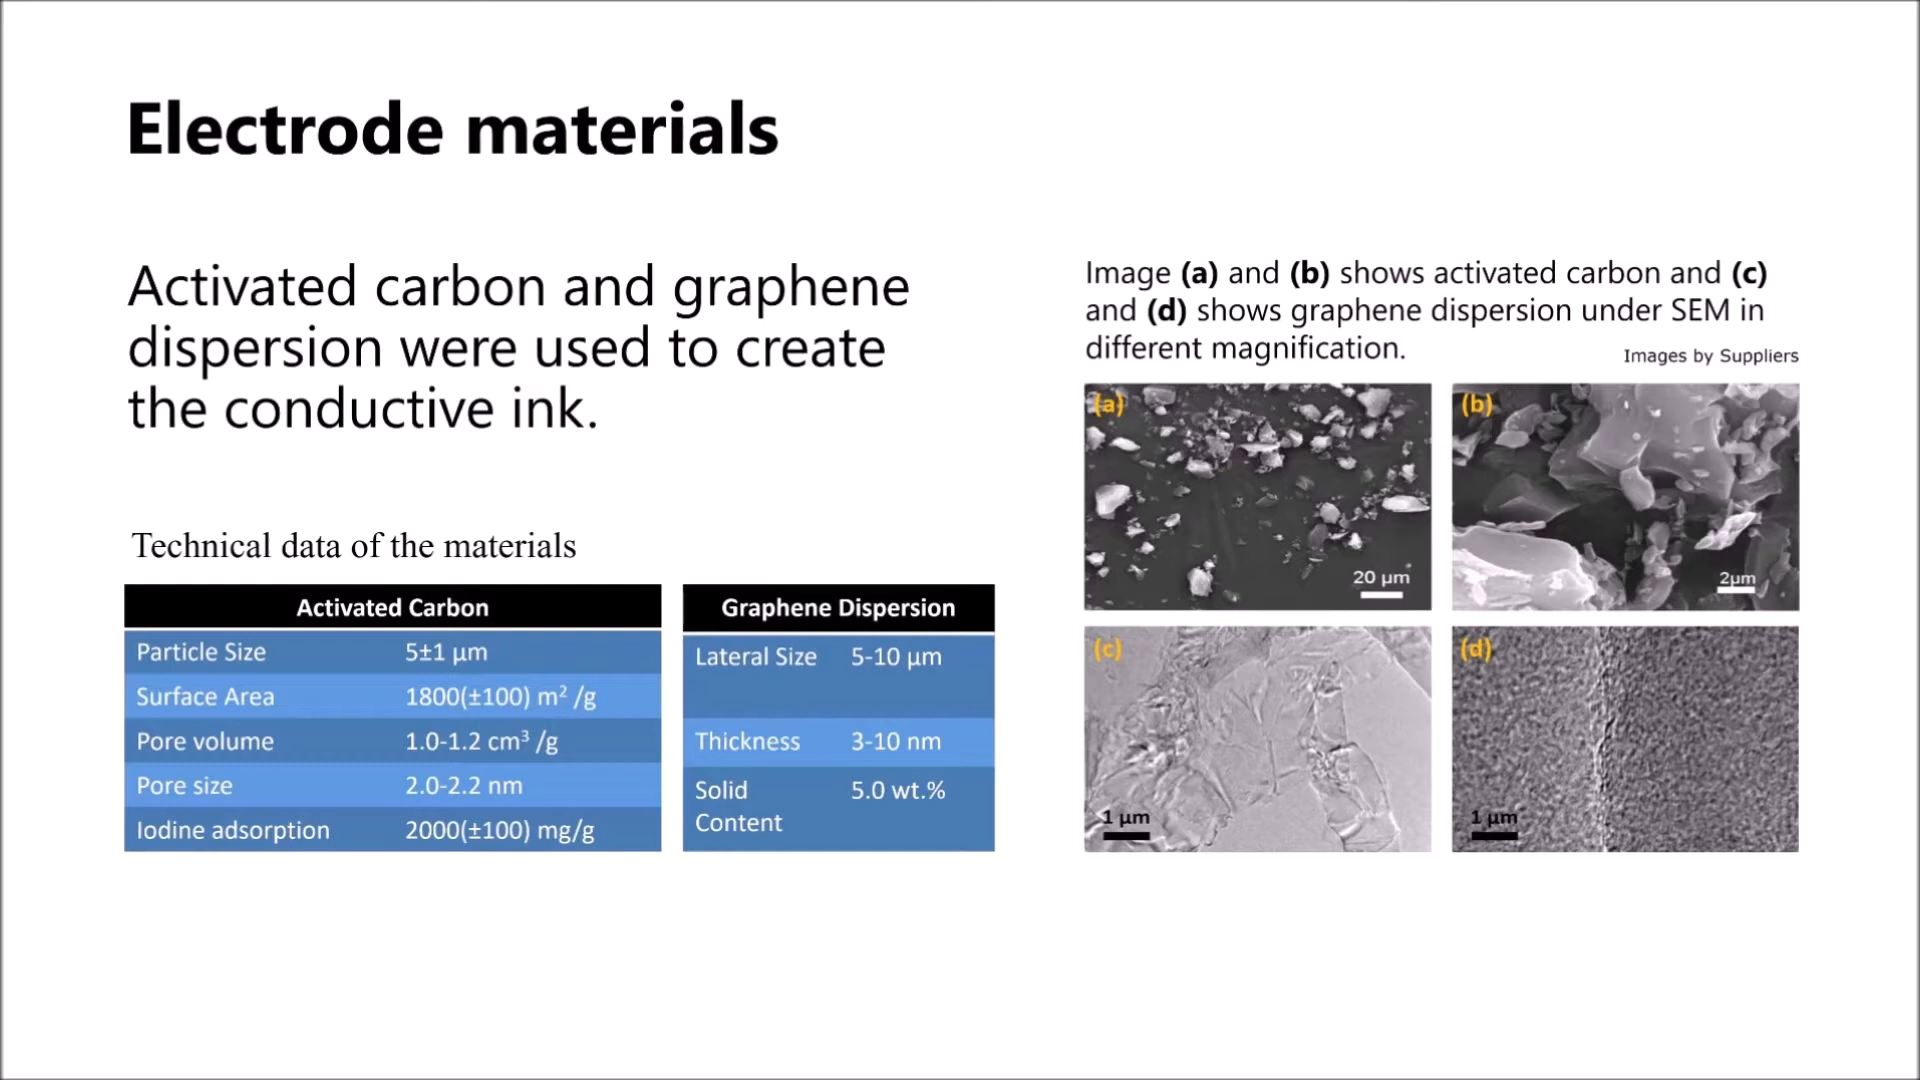 Electrode materials
Activated carbon and graphene
dispersion were used to create
the conductive ink.
Technical data of the materials
Activated Carbon
Particle Size 5±1 µm
Surface Area 1800(±100) m² /g
Pore volume 1.0-1.2 cm³ /g
Pore size 2.0-2.2 nm
Iodine adsorption 2000(±100) mg/g
Graphene Dispersion
Lateral Size 5-10 µm
Thickness 3-10 nm
Solid 5.0 wt.%
Content
Image (a) and (b) shows activated carbon and (c)
and (d) shows graphene dispersion under SEM in
different magnification.
Images by Suppliers
(a)
20 µm
(b)
2µm
(c)
1 µm
(d)
1 µm